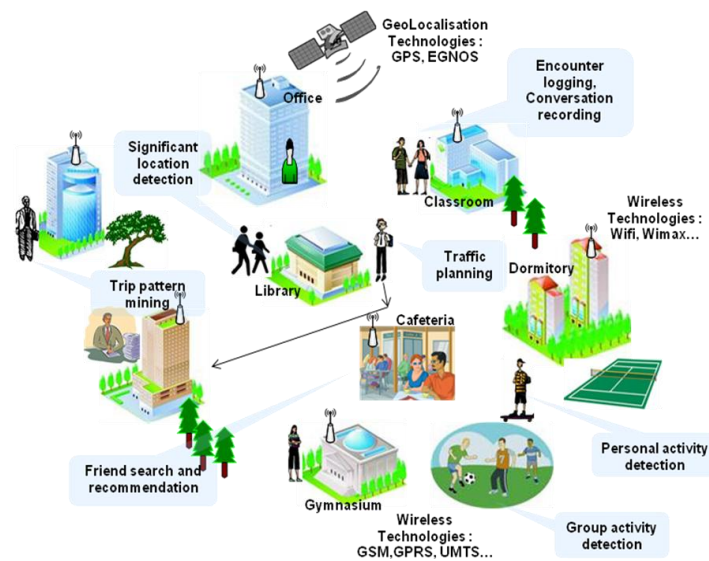 GeoLocalisation
Technologies :
GPS, EGNOS
Office
Encounter
logging,
Conversation
recording
Significant
location
detection
Classroom
Wireless
Technologies :
Wifi, Wimax...
Traffic
planning
Dormitory
Trip pattern
mining
Library
Cafeteria
Personal activity
detection
Friend search and
recommendation
Gymnasium
Wireless
Technologies :
GSM,GPRS, UMTS...
Group activity
detection